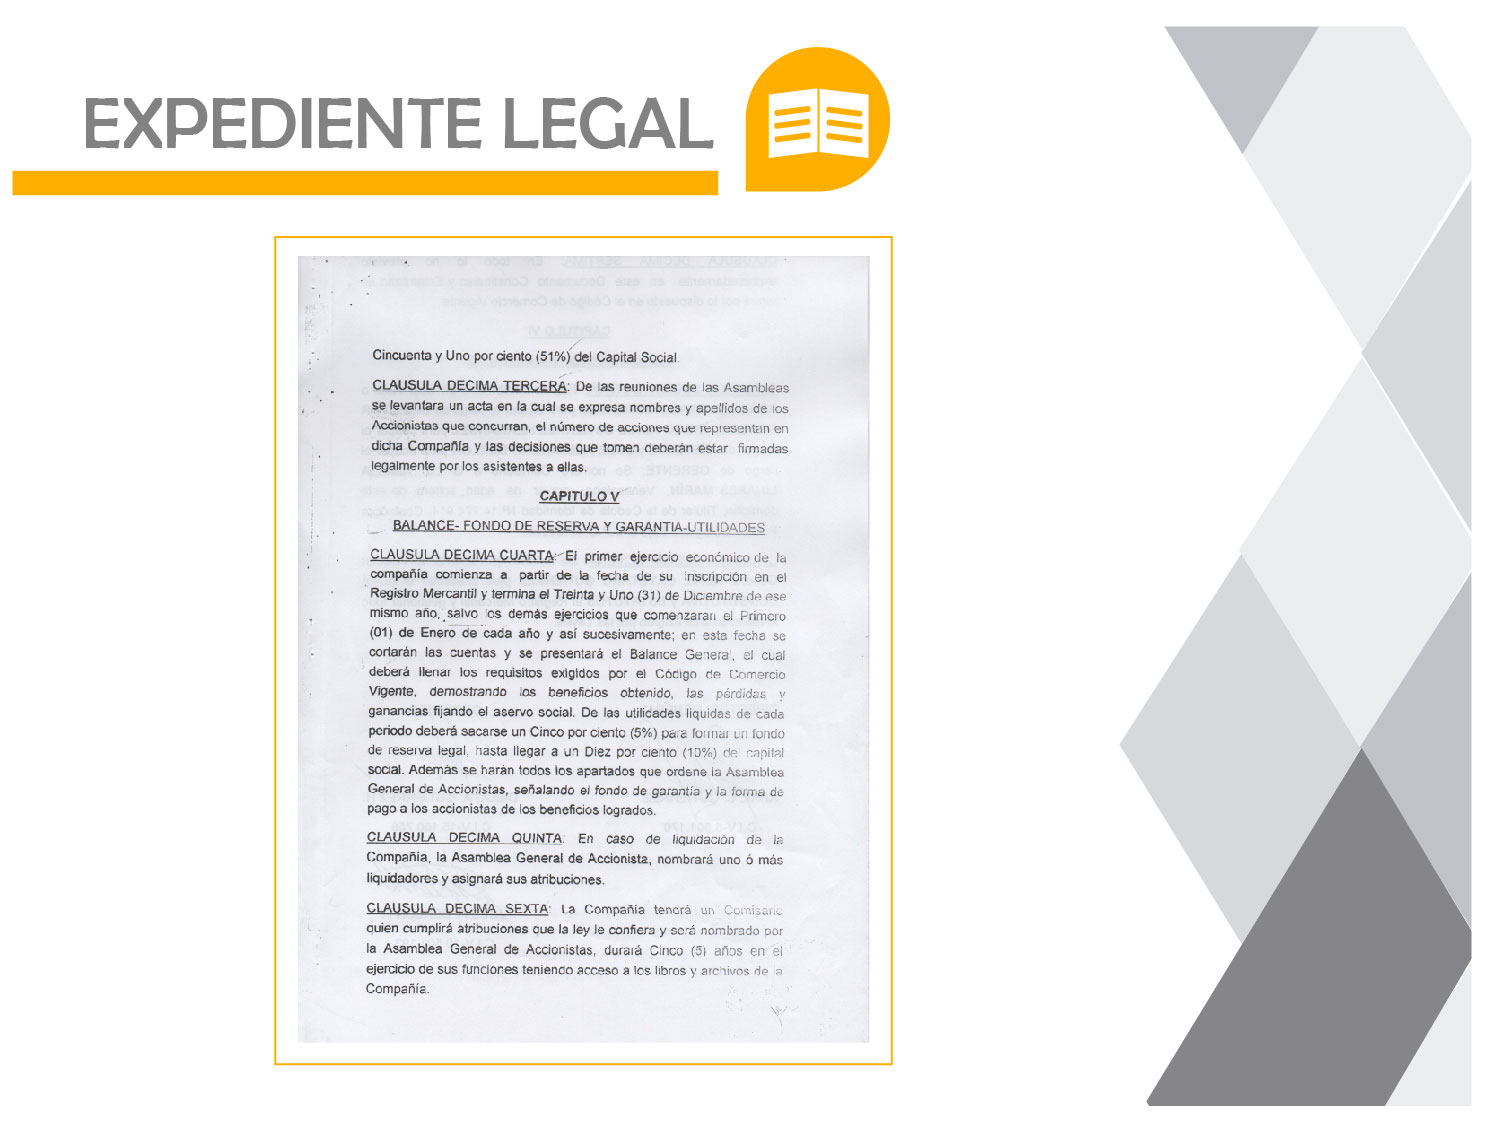 EXPEDIENTE LEGAL
Cincuenta y Uno por ciento (51%) del Capital Social.
CLAUSULA DECIMA TERCERA: De las reuniones de las Asambleas
se levantara un acta en la cual se expresa nombres y apellidos de los
Accionistas que concurran, el número de acciones que representan en
dicha Compañía y las decisiones que tomen deberán estar firmadas
legalmente por los asistentes a ellas.
CAPITULO V
BALANCE- FONDO DE RESERVA Y GARANTIA-UTILIDADES
CLAUSULA DECIMA CUARTA: El primer ejercicio económico de la
compañía comienza a partir de la fecha de su inscripción en el
Registro Mercantil y termina el Treinta y Uno (31) de Diciembre de ese
mismo año, salvo los demás ejercicios que comenzaran el Primero
(01) de Enero de cada año y así sucesivamente; en esta fecha se
cortarán las cuentas y se presentará el Balance General, el cual
deberá llenar los requisitos exigidos por el Código de Comercio
Vigente, demostrando los beneficios obtenido, las pérdidas y
ganancias fijando el aservo social. De las utilidades liquidas de cada
periodo deberá sacarse un Cinco por ciento (5%) para formar un fondo
de reserva legal, hasta llegar a un Diez por ciento (10%) del capital
social. Además se harán todos los apartados que ordene la Asamblea
General de Accionistas, señalando el fondo de garantía y la forma de
pago a los accionistas de los beneficios logrados.
CLAUSULA DECIMA QUINTA: En caso de liquidación de la
Compañía, la Asamblea General de Accionista, nombrará uno ó más
liquidadores y asignará sus atribuciones.
CLAUSULA DECIMA SEXTA: La Compañía tendrá un Comisario
quien cumplirá atribuciones que la ley le confiera y será nombrado por
la Asamblea General de Accionistas, durará Cinco (5) años en el
ejercicio de sus funciones teniendo acceso a los libros y archivos de la
Compañía.